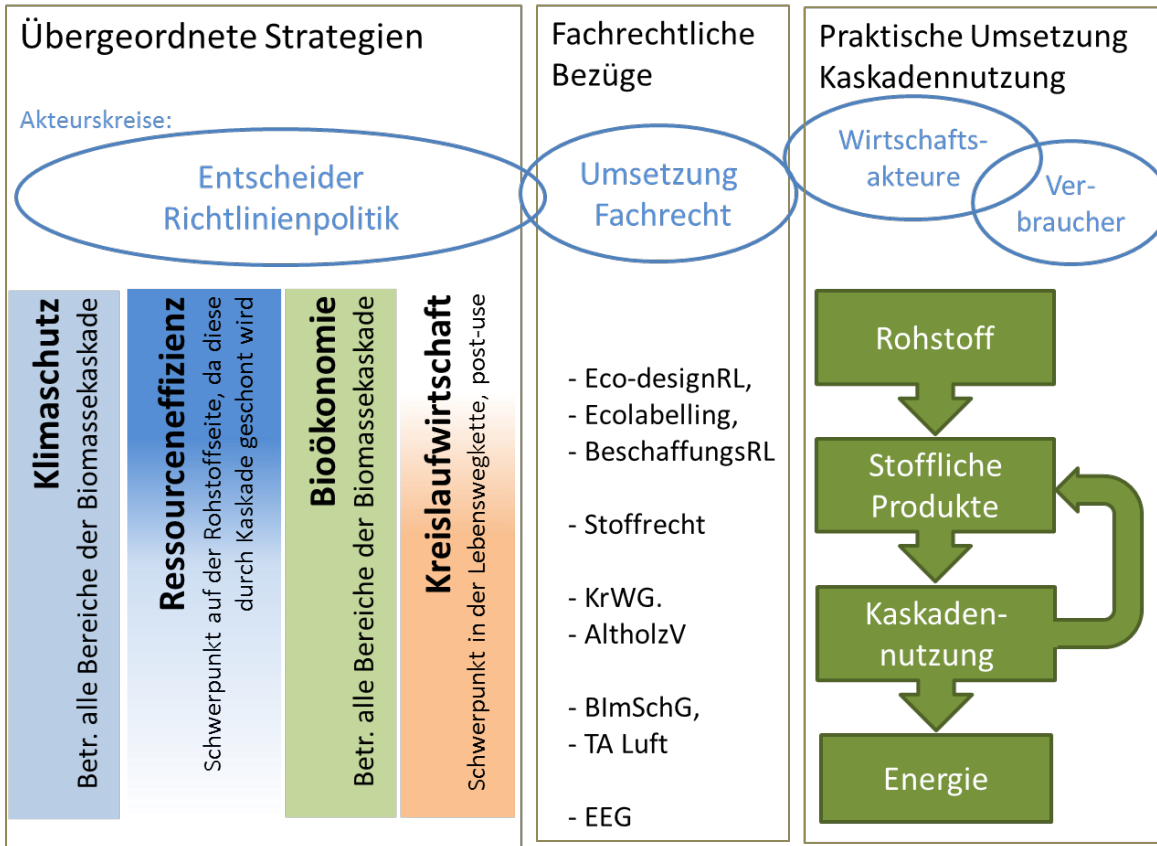 Übergeordnete Strategien
Akteurskreise:
Entscheider
Richtlinienpolitik
Klimaschutz
Betr. alle Bereiche der Biomassekaskade
Ressourceneffizienz
Schwerpunkt auf der Rohstoffseite, da diese
durch Kaskade geschont wird
Bioökonomie
Betr. alle Bereiche der Biomassekaskade
Kreislaufwirtschaft
Schwerpunkt in der Lebenswegkette, post-use
Fachrechtliche
Bezüge
Umsetzung
Fachrecht
- Eco-designRL,
- Ecolabelling,
- BeschaffungsRL
- Stoffrecht
- KrWG.
- AltholzV
- BImSchG,
- TA Luft
- EEG
Praktische Umsetzung
Kaskadennutzung
Wirtschafts-
akteure
Ver-
braucher
Rohstoff
Stoffliche
Produkte
Kaskaden-
nutzung
Energie